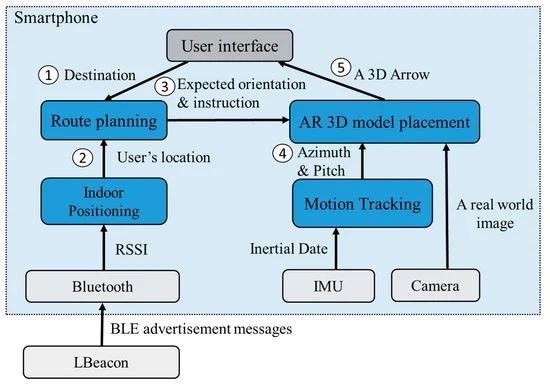 Smartphone
User interface
1
Destination
3
Expected orientation
& instruction
5
A 3D Arrow
Route planning
AR 3D model placement
2
User's location
4
Azimuth
& Pitch
Indoor
Positioning
Motion Tracking
A real world
image
RSSI
Inertial Date
Bluetooth
IMU
Camera
BLE advertisement messages
LBeacon